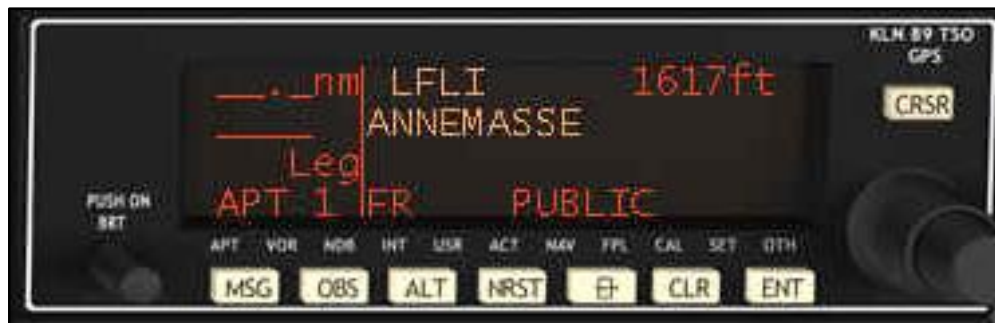 KLN 89 TSO
GPS
__._nm LFLI 1617ft
____ ANNEMASSE
Leg
APT 1 FR PUBLIC
CRSR
PUSH ON
BRT
APT VOR NDB INT USR ACT NAV FPL CAL SET OTH
MSG OBS ALT NRST CLR ENT